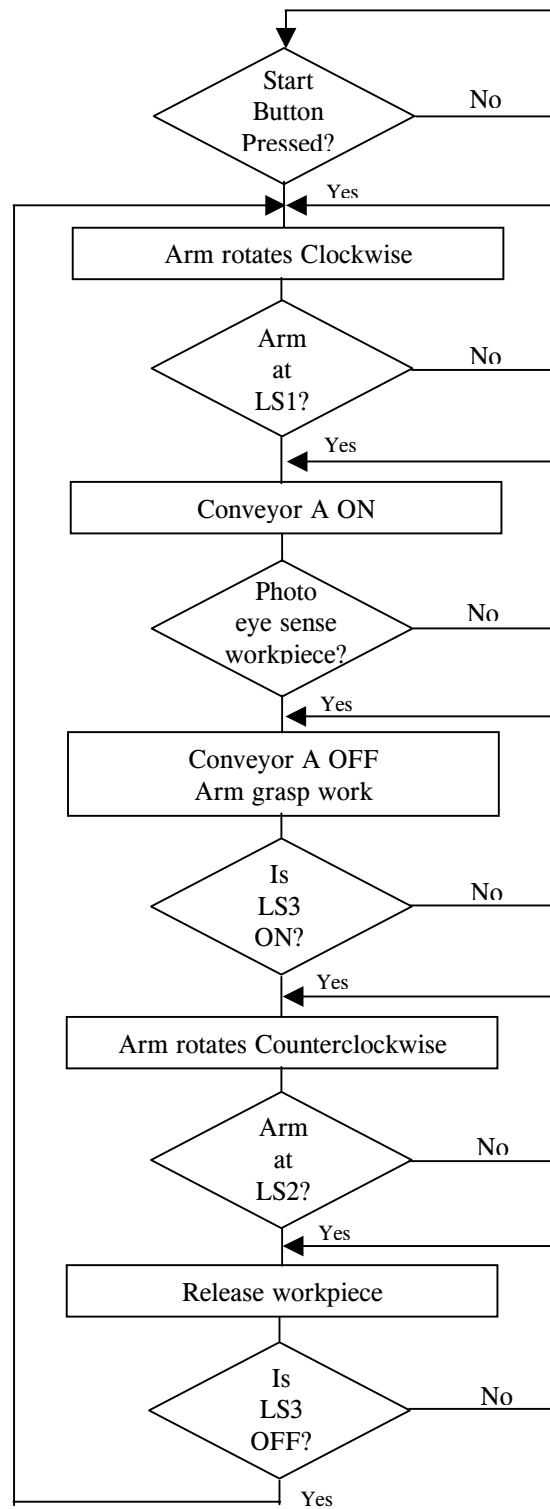 Start
Button
Pressed?
No
Yes
Arm rotates Clockwise
Arm
at
LS1?
No
Yes
Conveyor A ON
Photo
eye sense
workpiece?
No
Yes
Conveyor A OFF
Arm grasp work
Is
LS3
ON?
No
Yes
Arm rotates Counterclockwise
Arm
at
LS2?
No
Yes
Release workpiece
Is
LS3
OFF?
No
Yes